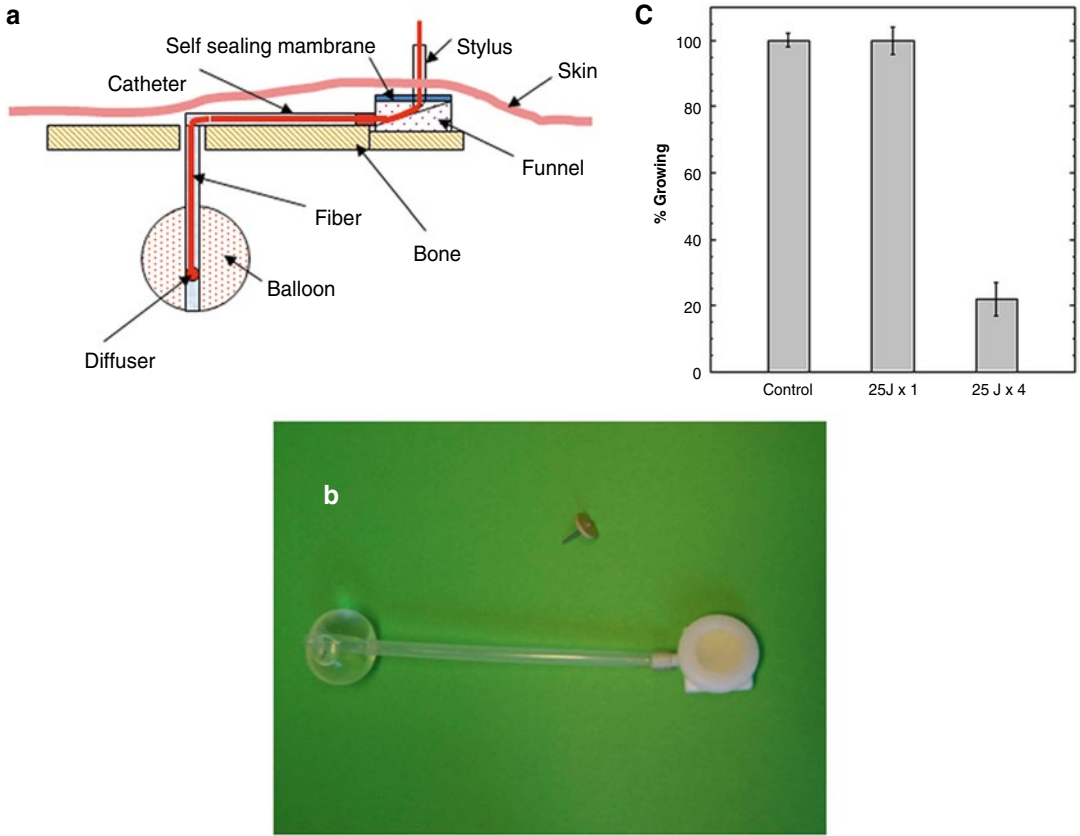 a
Self sealing mambrane
Stylus
Catheter
Skin
Funnel
Fiber
Bone
Balloon
Diffuser
C
% Growing
100
80
60
40
20
0
Control
25J x 1
25 J x 4
b